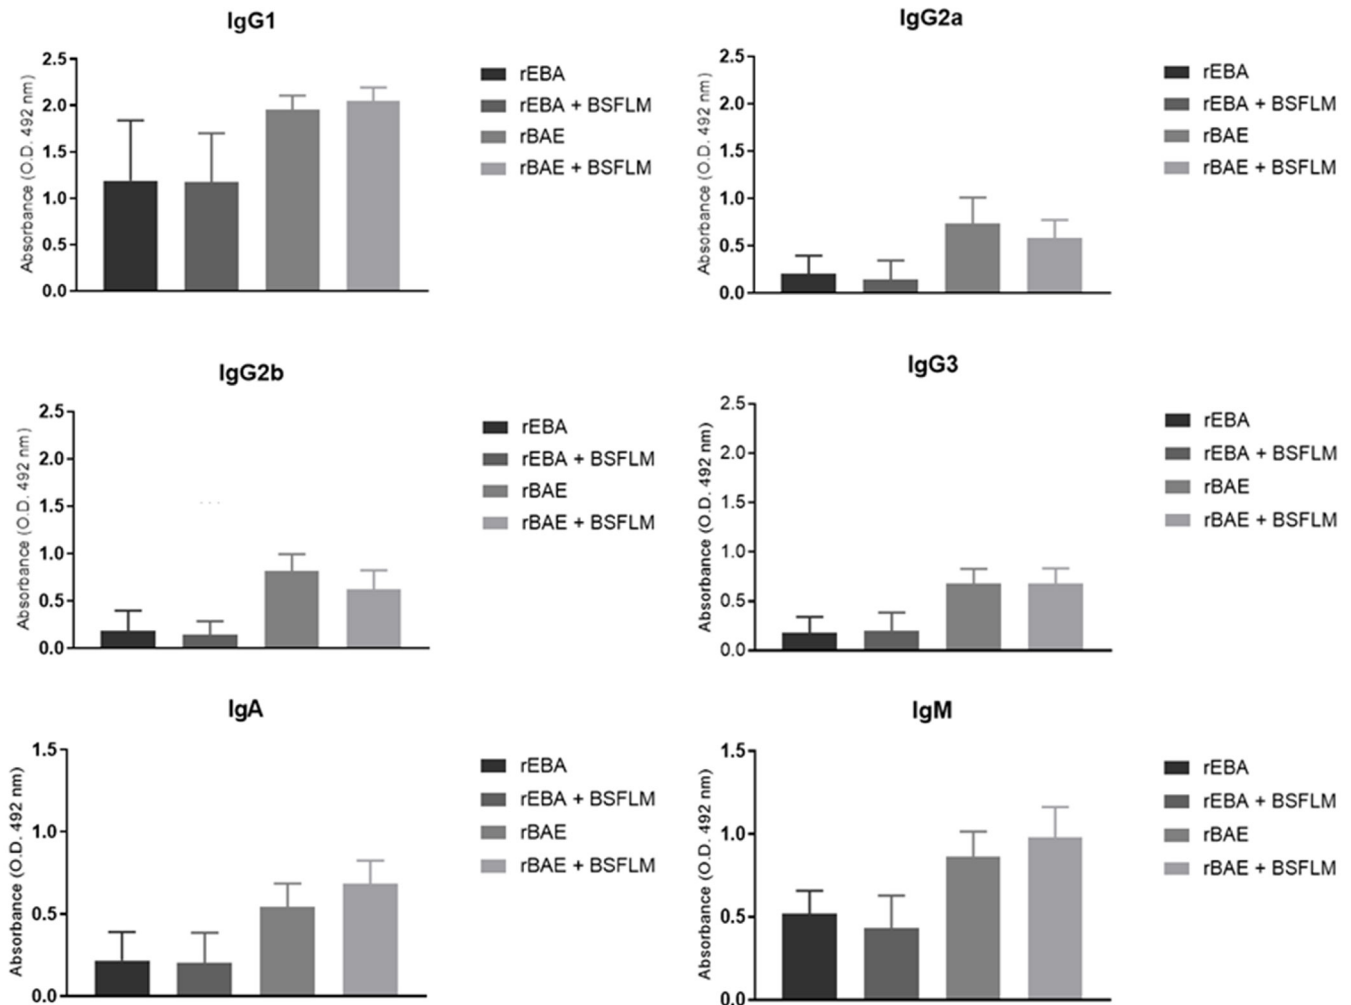 IgG1
Absorbance (O.D. 492 nm)
2.5
2.0
1.5
1.0
0.5
0.0
rEBA
rEBA + BSFLM
rBAE
rBAE + BSFLM
IgG2a
Absorbance (O.D. 492 nm)
2.5
2.0
1.5
1.0
0.5
0.0
rEBA
rEBA + BSFLM
rBAE
rBAE + BSFLM
IgG2b
Absorbance (O.D. 492 nm)
2.5
2.0
1.5
1.0
0.5
0.0
rEBA
rEBA + BSFLM
rBAE
rBAE + BSFLM
IgG3
Absorbance (O.D. 492 nm)
2.5
2.0
1.5
1.0
0.5
0.0
rEBA
rEBA + BSFLM
rBAE
rBAE + BSFLM
IgA
Absorbance (O.D. 492 nm)
1.5
1.0
0.5
0.0
rEBA
rEBA + BSFLM
rBAE
rBAE + BSFLM
IgM
Absorbance (O.D. 492 nm)
1.5
1.0
0.5
0.0
rEBA
rEBA + BSFLM
rBAE
rBAE + BSFLM